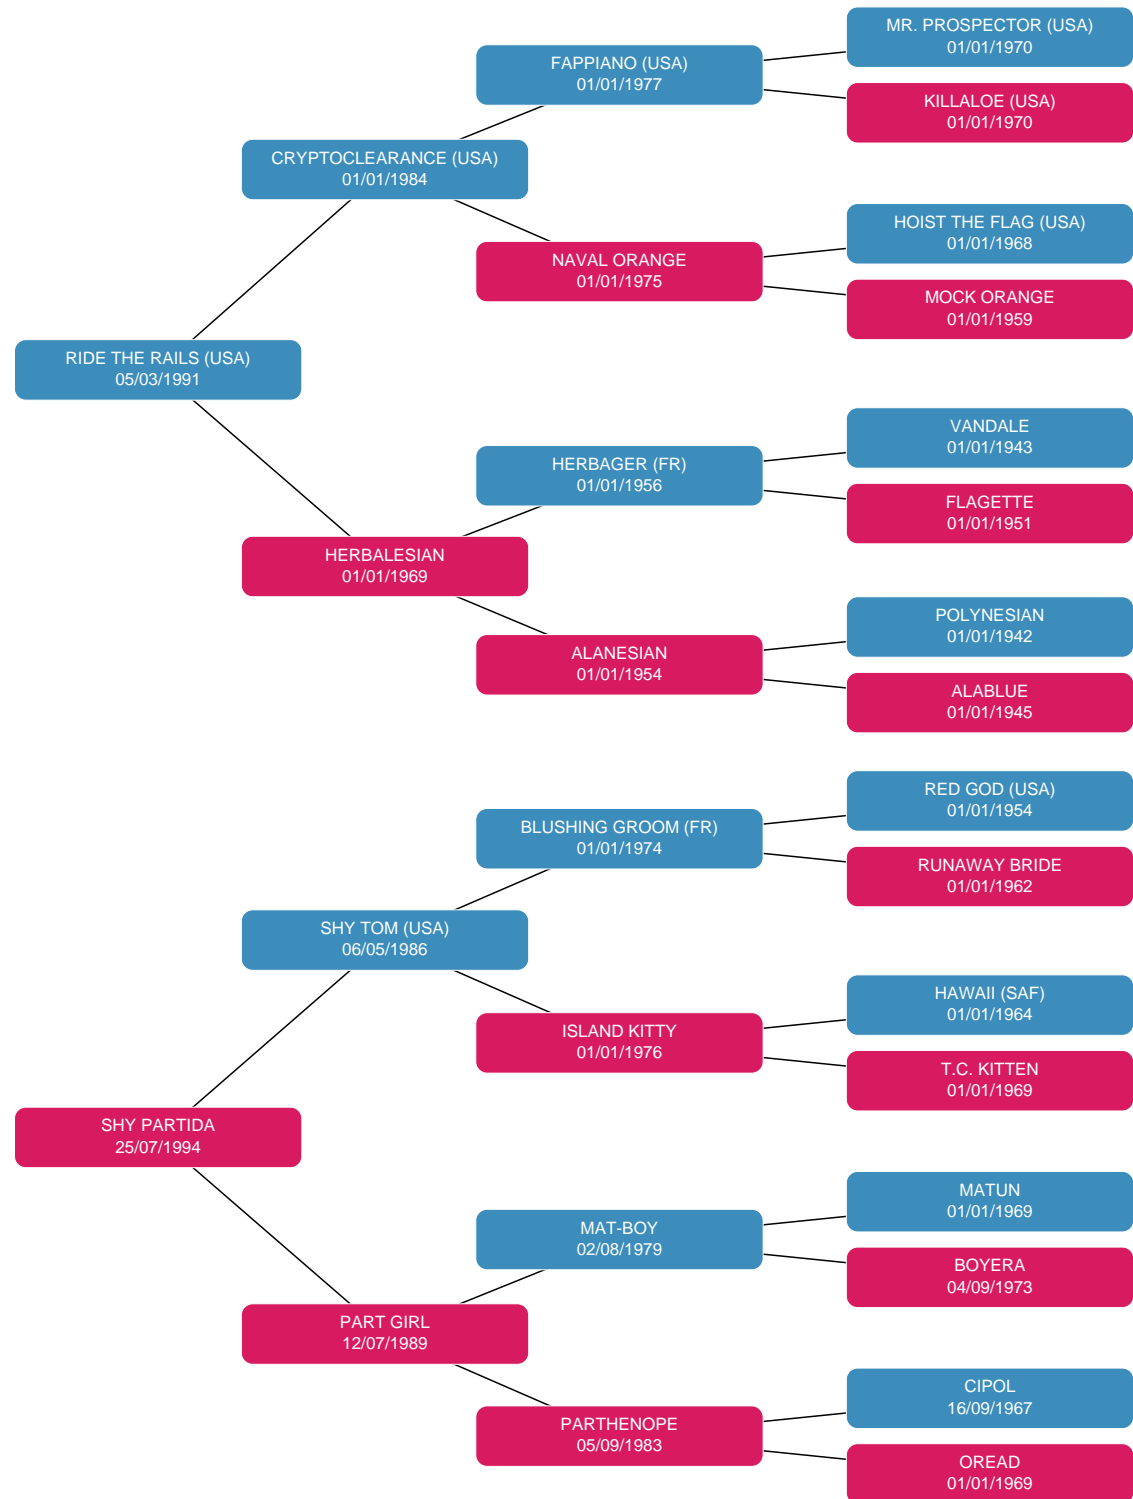 MR. PROSPECTOR (USA)
01/01/1970
FAPPIANO (USA)
01/01/1977
KILLALOE (USA)
01/01/1970
CRYPTOCLEARANCE (USA)
01/01/1984
HOIST THE FLAG (USA)
01/01/1968
NAVAL ORANGE
01/01/1975
MOCK ORANGE
01/01/1959
RIDE THE RAILS (USA)
05/03/1991
VANDALE
01/01/1943
HERBAGER (FR)
01/01/1956
FLAGETTE
01/01/1951
HERBALESIAN
01/01/1969
POLYNESIAN
01/01/1942
ALANESIAN
01/01/1954
ALABLUE
01/01/1945
RED GOD (USA)
01/01/1954
BLUSHING GROOM (FR)
01/01/1974
RUNAWAY BRIDE
01/01/1962
SHY TOM (USA)
06/05/1986
HAWAII (SAF)
01/01/1964
ISLAND KITTY
01/01/1976
T.C. KITTEN
01/01/1969
SHY PARTIDA
25/07/1994
MATUN
01/01/1969
MAT-BOY
02/08/1979
BOYERA
04/09/1973
PART GIRL
12/07/1989
CIPOL
16/09/1967
PARTHENOPE
05/09/1983
OREAD
01/01/1969